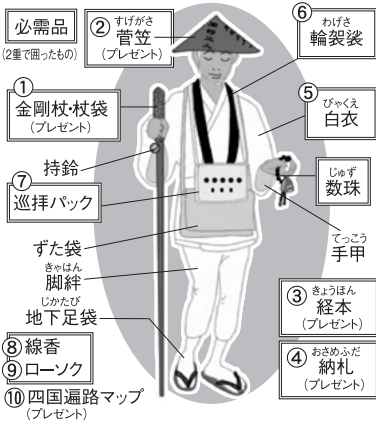 必需品
(2重で囲ったもの)
② すげがさ
菅笠
(プレゼント)
⑥ わげさ
輪袈裟
①
金剛杖・杖袋
(プレゼント)
⑤ びゃくえ
白衣
持鈴
⑦
巡拝パック
じゅず
数珠
てっこう
手甲
ずた袋
きゃはん
脚絆
じかたび
地下足袋
③ きょうほん
経本
(プレゼント)
④ おさめふだ
納札
(プレゼント)
⑧ 線香
⑨ ローソク
⑩ 四国遍路マップ
(プレゼント)